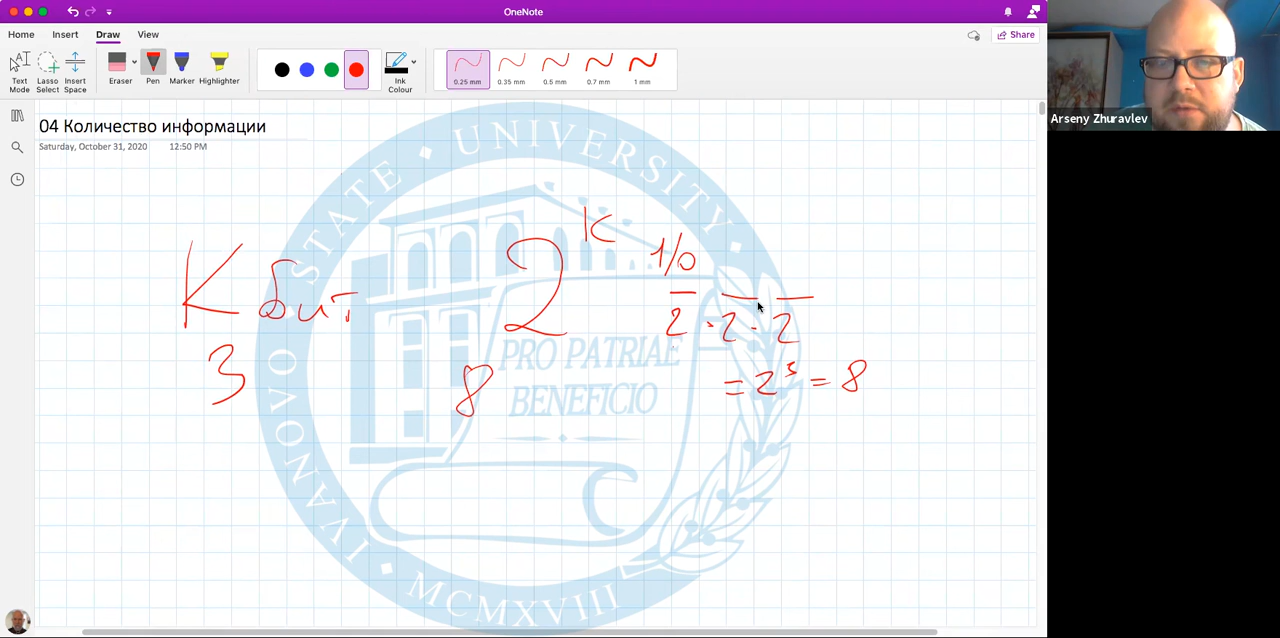 OneNote
Home Insert Draw View
Share
Text Mode
Lasso Select
Insert Space
Eraser
Pen
Marker
Highlighter
Ink Colour
0.25 mm
0.35 mm
0.5 mm
0.7 mm
1 mm
Arseny Zhuravlev
04 Количество информации
Saturday, October 31, 2020 12:50 PM
IVANOVO STATE UNIVERSITY
PRO PATRIAE
BENEFICIO
MCMXVIII
К бит 2^К 1/0
2 · 2 · 2
3 8 = 2^3 = 8